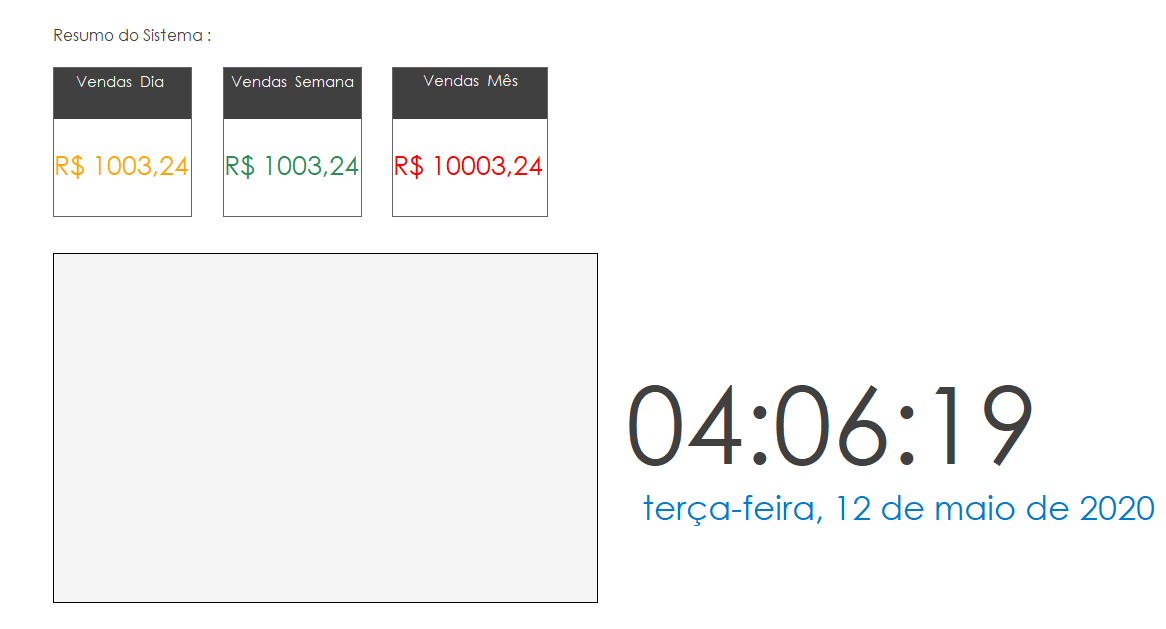 Resumo do Sistema :
Vendas Dia
Vendas Semana
Vendas Mês
R$ 1003,24
R$ 1003,24
R$ 10003,24
04:06:19
terça-feira, 12 de maio de 2020